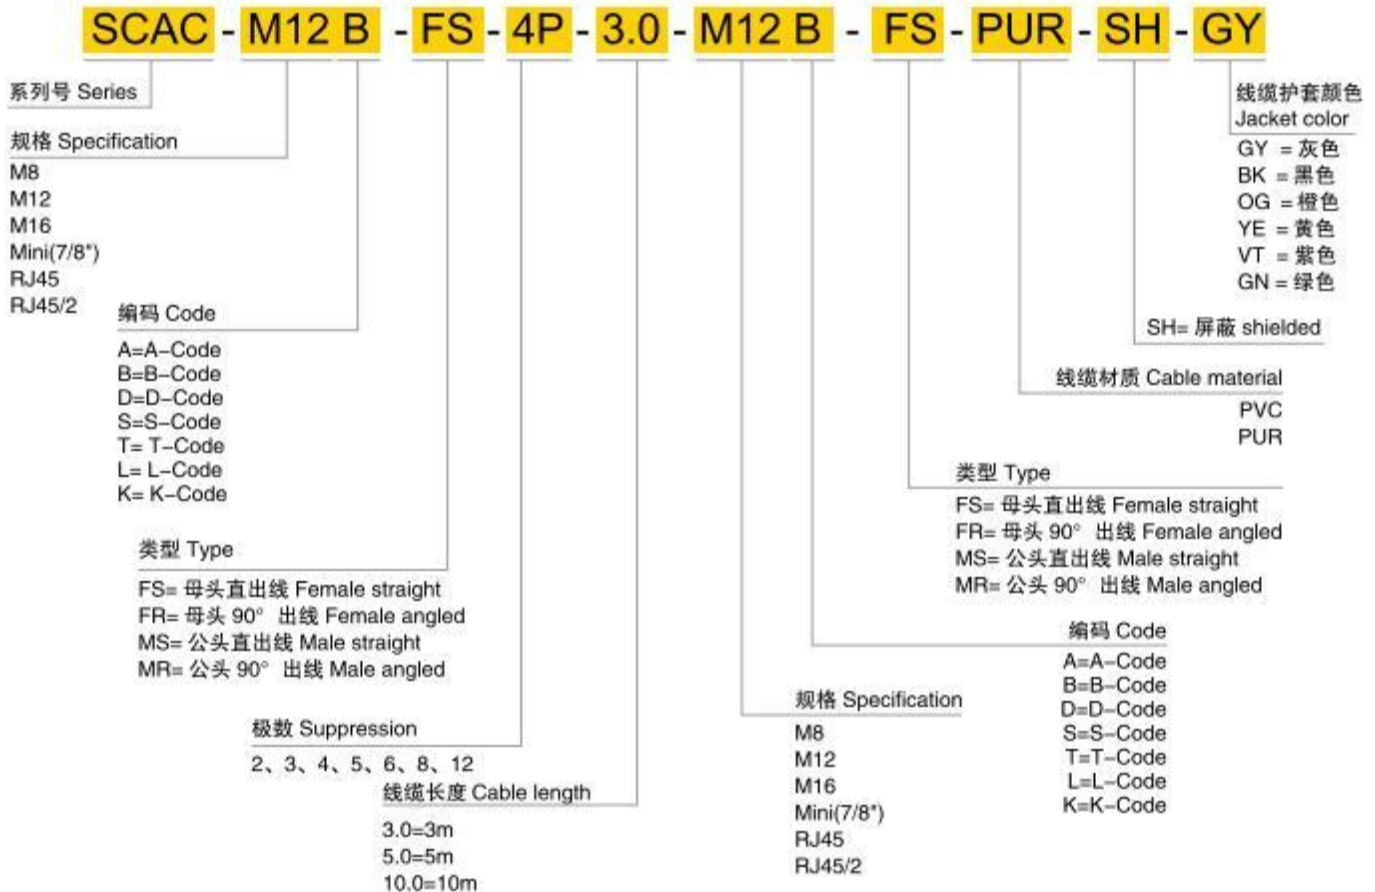 SCAC - M12 B - FS - 4P - 3.0 - M12 B - FS - PUR - SH - GY
系列号 Series
规格 Specification
M8
M12
M16
Mini(7/8")
RJ45
RJ45/2
编码 Code
A=A-Code
B=B-Code
D=D-Code
S=S-Code
T= T-Code
L= L-Code
K= K-Code
类型 Type
FS= 母头直出线 Female straight
FR= 母头 90° 出线 Female angled
MS= 公头直出线 Male straight
MR= 公头 90° 出线 Male angled
极数 Suppression
2、3、4、5、6、8、12
线缆长度 Cable length
3.0=3m
5.0=5m
10.0=10m
规格 Specification
M8
M12
M16
Mini(7/8")
RJ45
RJ45/2
编码 Code
A=A-Code
B=B-Code
D=D-Code
S=S-Code
T=T-Code
L=L-Code
K=K-Code
类型 Type
FS= 母头直出线 Female straight
FR= 母头 90° 出线 Female angled
MS= 公头直出线 Male straight
MR= 公头 90° 出线 Male angled
线缆材质 Cable material
PVC
PUR
SH= 屏蔽 shielded
线缆护套颜色
Jacket color
GY = 灰色
BK = 黑色
OG = 橙色
YE = 黄色
VT = 紫色
GN = 绿色